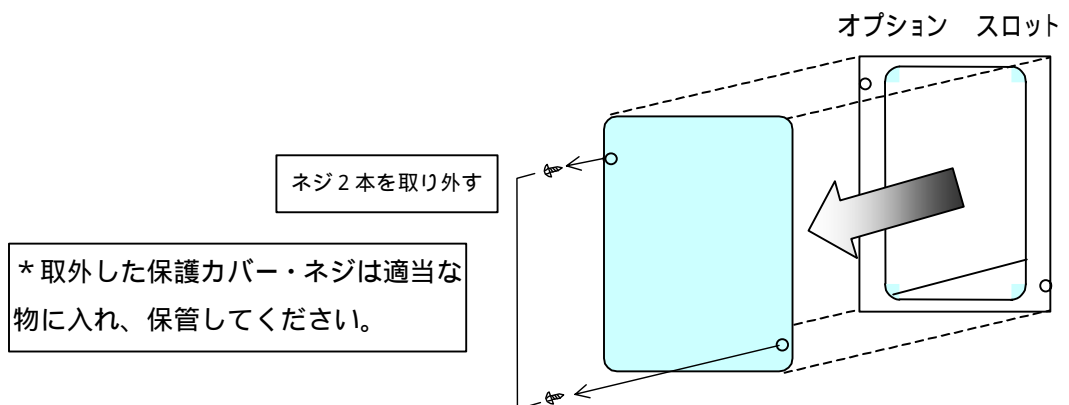 オプション　スロット
ネジ２本を取り外す
＊取外した保護カバー・ネジは適当な
物に入れ、保管してください。